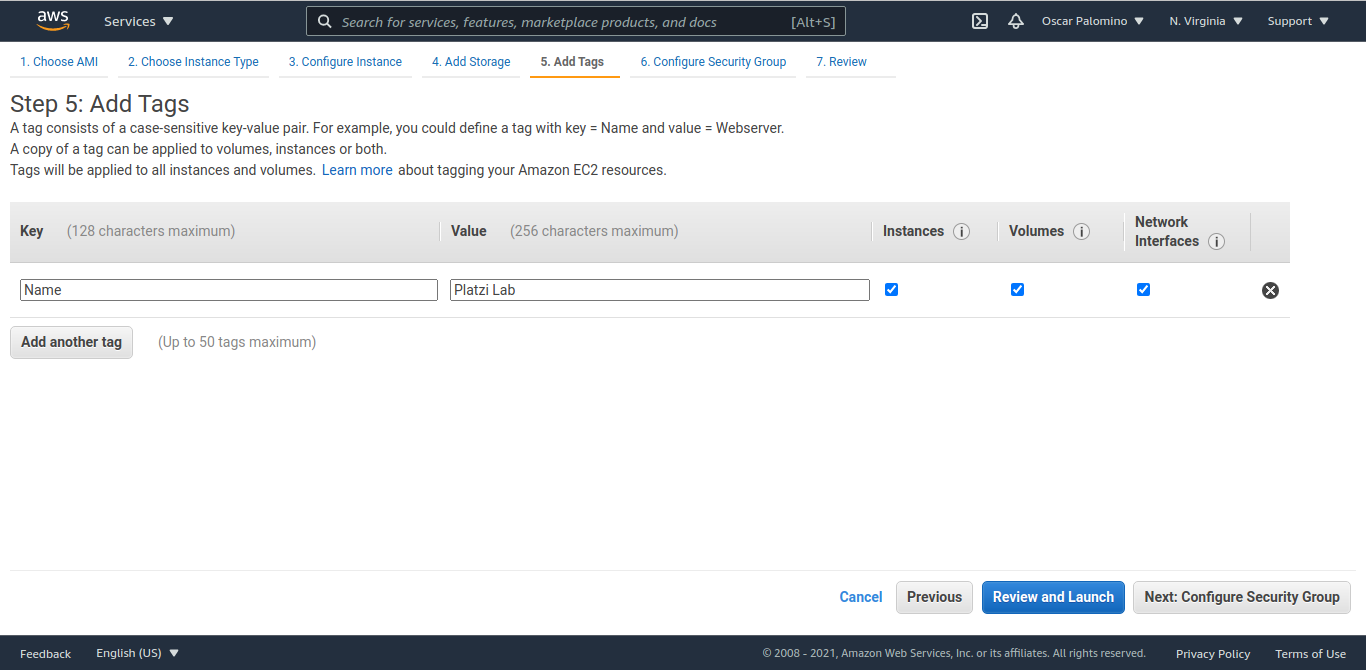 aws Services Search for services, features, marketplace products, and docs [Alt+S] Oscar Palomino N. Virginia Support
1. Choose AMI 2. Choose Instance Type 3. Configure Instance 4. Add Storage 5. Add Tags 6. Configure Security Group 7. Review
Step 5: Add Tags
A tag consists of a case-sensitive key-value pair. For example, you could define a tag with key = Name and value = Webserver.
A copy of a tag can be applied to volumes, instances or both.
Tags will be applied to all instances and volumes. Learn more about tagging your Amazon EC2 resources.
Key (128 characters maximum) Value (256 characters maximum) Instances i Volumes i Network
Interfaces i
Name Platzi Lab
Add another tag (Up to 50 tags maximum)
Cancel Previous Review and Launch Next: Configure Security Group
Feedback English (US) © 2008 - 2021, Amazon Web Services, Inc. or its affiliates. All rights reserved. Privacy Policy Terms of Use